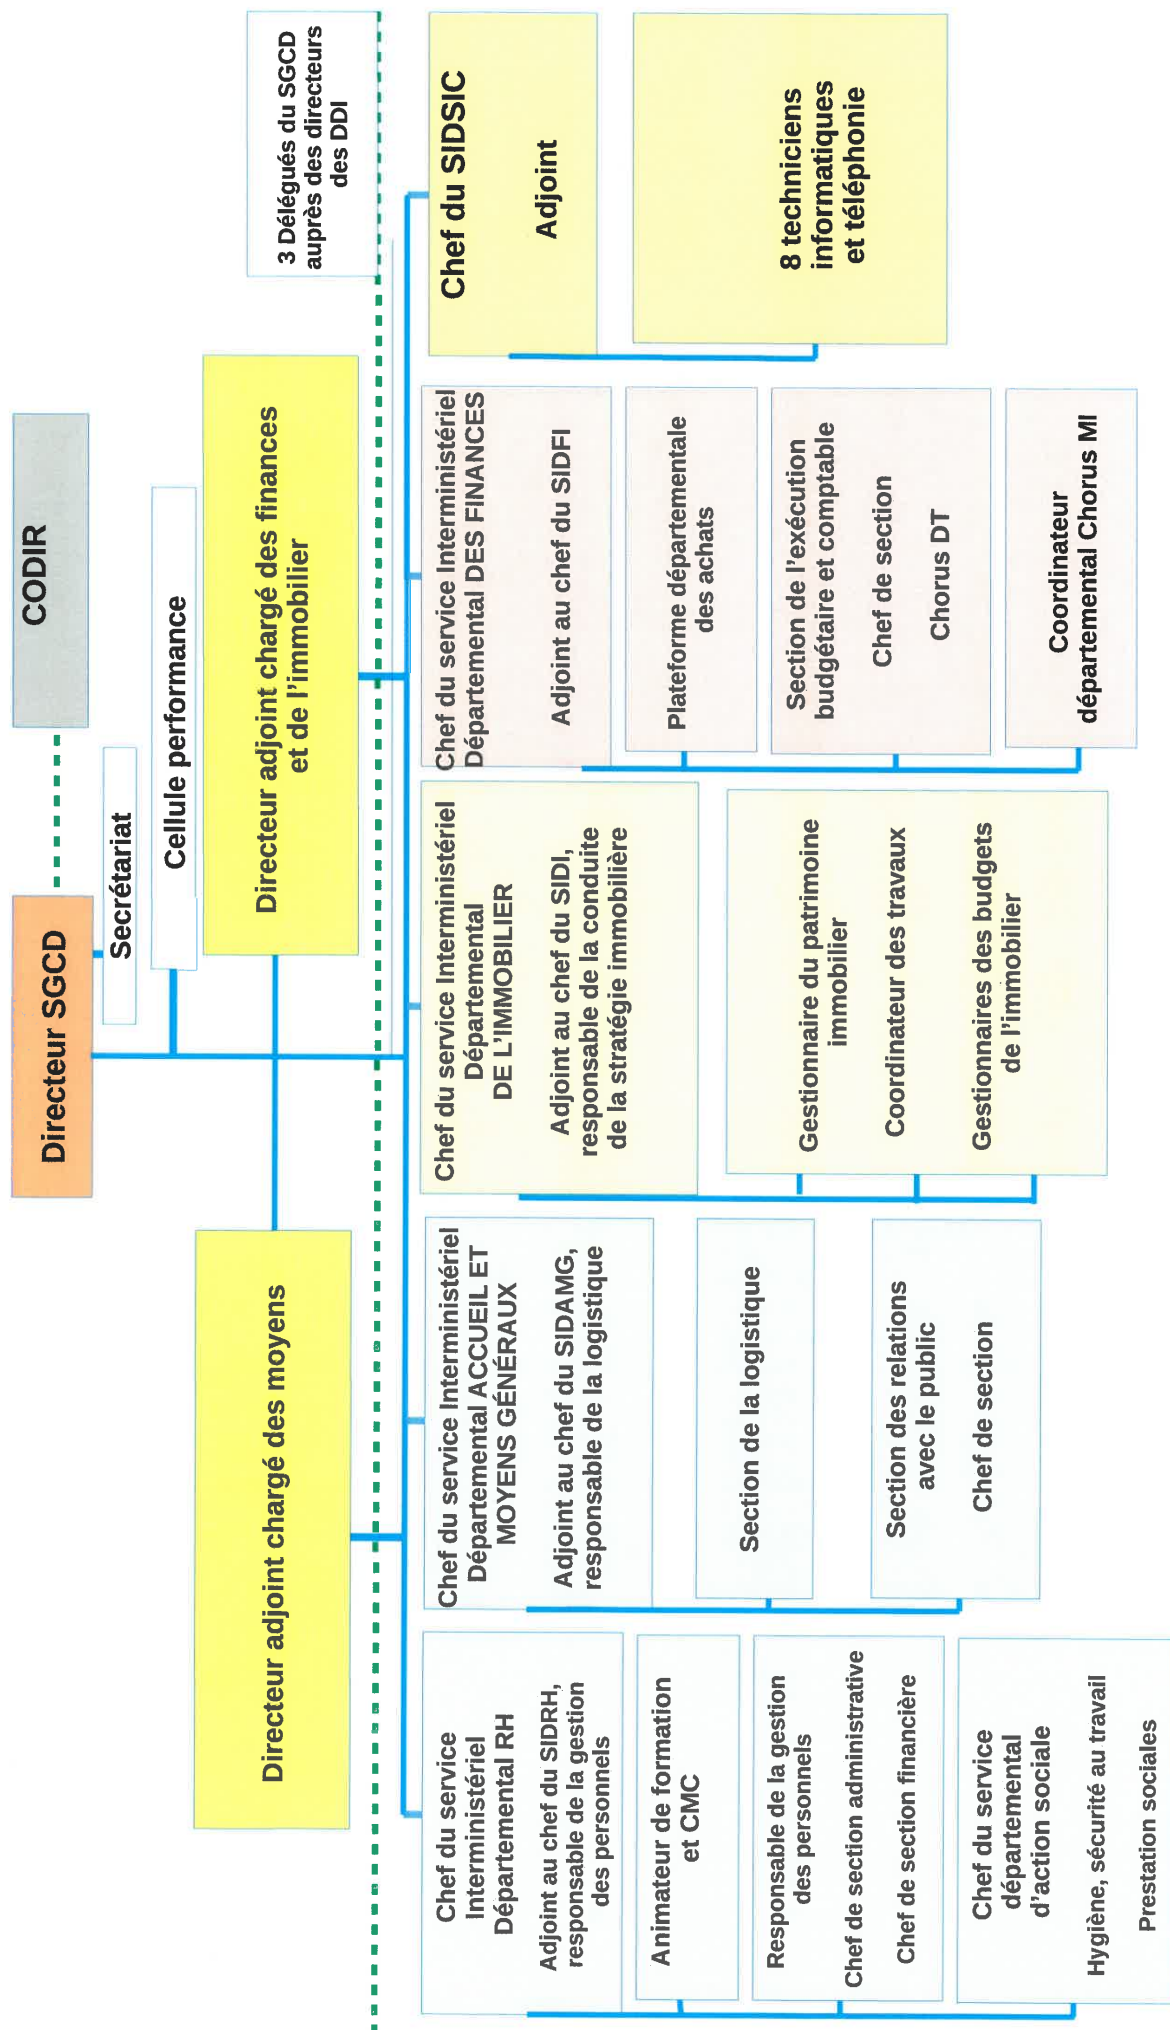 Directeur SGCD
CODIR
Secrétariat
Cellule performance
Directeur adjoint chargé des moyens
Directeur adjoint chargé des finances
et de l'immobilier
3 Délégués du SGCD
auprès des directeurs
des DDI
Chef du service
Interministériel
Départemental RH
Adjoint au chef du SIDRH,
responsable de la gestion
des personnels
Animateur de formation
et CMC
Responsable de la gestion
des personnels
Chef de section administrative
Chef de section financière
Chef du service
départemental
d'action sociale
Hygiène, sécurité au travail
Prestation sociales
Chef du service Interministériel
Départemental ACCUEIL ET
MOYENS GÉNÉRAUX
Adjoint au chef du SIDAMG,
responsable de la logistique
Section de la logistique
Section des relations
avec le public
Chef de section
Chef du service Interministériel
Départemental
DE L'IMMOBILIER
Adjoint au chef du SIDI,
responsable de la conduite
de la stratégie immobilière
Gestionnaire du patrimoine
immobilier
Coordinateur des travaux
Gestionnaires des budgets
de l'immobilier
Chef du service Interministériel
Départemental DES FINANCES
Adjoint au chef du SIDFI
Plateforme départementale
des achats
Section de l'exécution
budgétaire et comptable
Chef de section
Chorus DT
Coordinateur
départemental Chorus MI
Chef du SIDSIC
Adjoint
8 techniciens
informatiques
et téléphonie